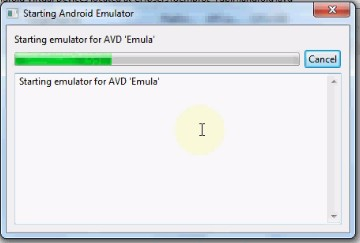 Starting Android Emulator
Starting emulator for AVD 'Emula'
Cancel
Starting emulator for AVD 'Emula'